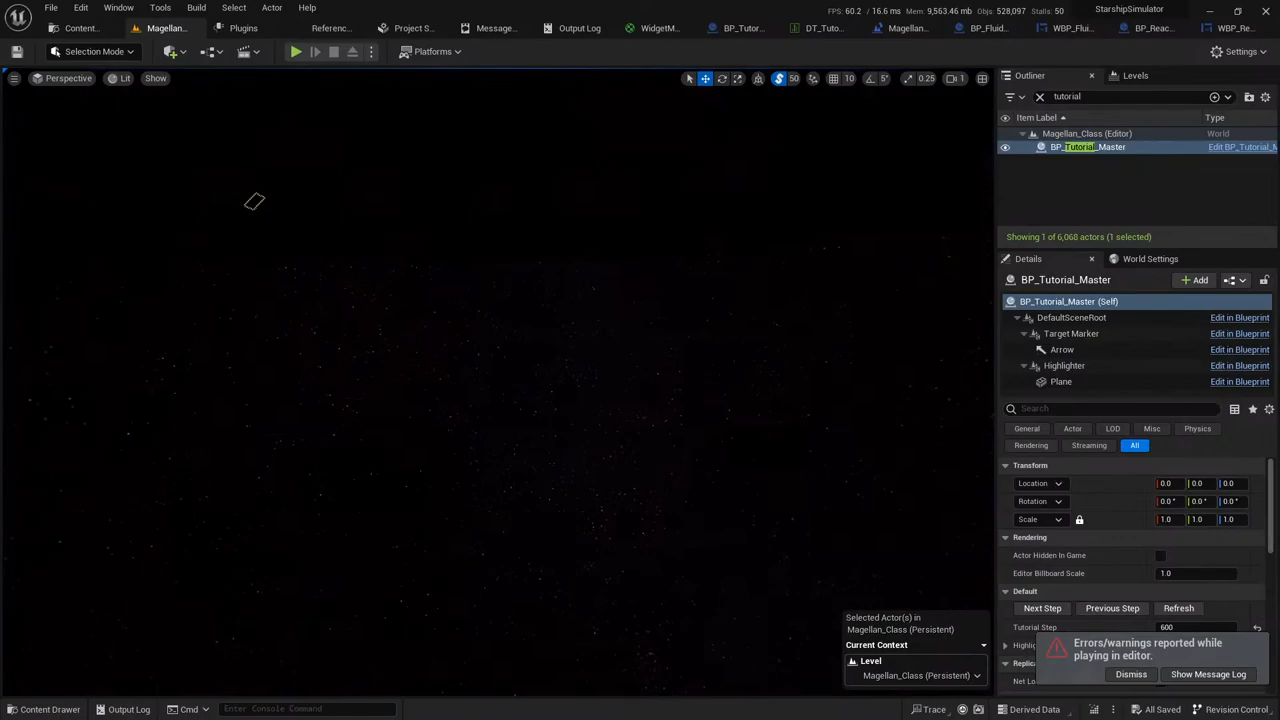 File Edit Window Tools Build Select Actor Help
FPS: 60.2 / 16.6 ms Mem: 9,563.46 mb Objs: 528,097 Stalls: 50
StarshipSimulator
Content... Magellan... Plugins Referenc... Project S... Message... Output Log WidgetM... BP_Tutor... DT_Tuto... Magellan... BP_Fluid... WBP_Flui... BP_Reac... WBP_Re...
Selection Mode Platforms Settings
Perspective Lit Show 50 10 5° 0.25 1
Outliner Levels
tutorial
Item Label Type
Magellan_Class (Editor) World
BP_Tutorial_Master Edit BP_Tutorial_M
Showing 1 of 6,068 actors (1 selected)
Details World Settings
BP_Tutorial_Master Add
BP_Tutorial_Master (Self)
DefaultSceneRoot Edit in Blueprint
Target Marker Edit in Blueprint
Arrow Edit in Blueprint
Highlighter Edit in Blueprint
Plane Edit in Blueprint
Search
General Actor LOD Misc Physics
Rendering Streaming All
Transform
Location 0.0 0.0 0.0
Rotation 0.0 ° 0.0 ° 0.0 °
Scale 1.0 1.0 1.0
Rendering
Actor Hidden In Game
Editor Billboard Scale 1.0
Default
Next Step Previous Step Refresh
Tutorial Step 600
Highlig
Replic
Net Lo
Errors/warnings reported while
playing in editor.
Dismiss Show Message Log
Selected Actor(s) in
Magellan_Class (Persistent)
Current Context
Level
Magellan_Class (Persistent)
Content Drawer Output Log Cmd Enter Console Command Trace Derived Data All Saved Revision Control